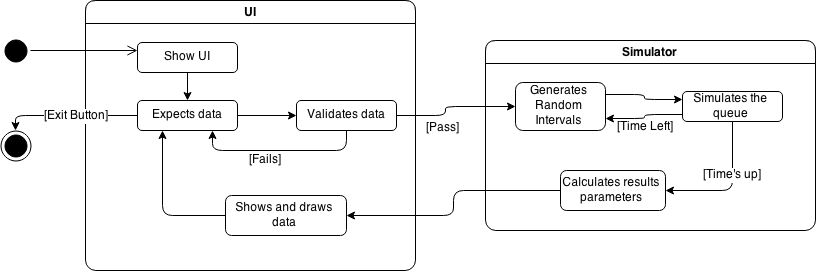 UI
Simulator
Show UI
Generates
Random
Intervals
Simulates the
queue
[Exit Button]
Expects data
Validates data
[Pass]
[Time Left]
[Fails]
[Time's up]
Calculates results
parameters
Shows and draws
data